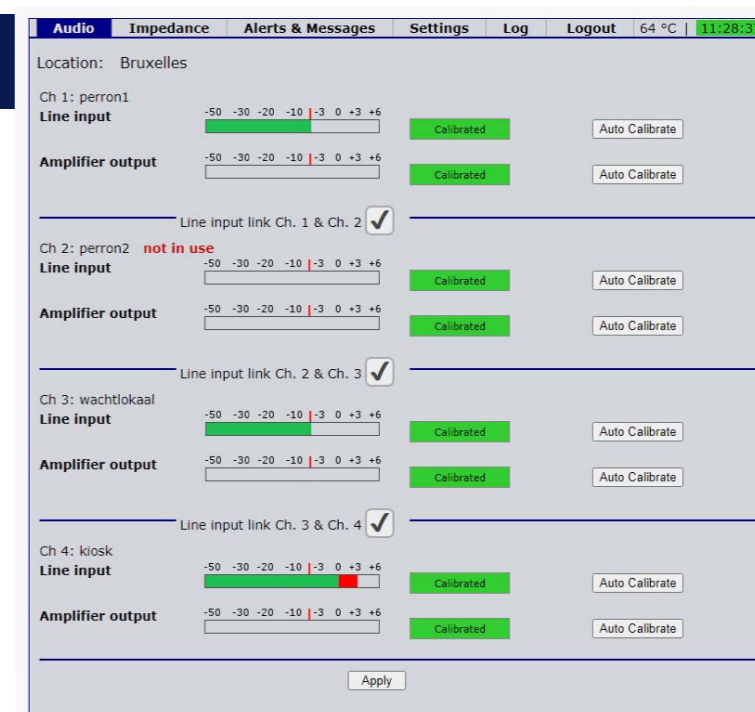 Audio Impedance Alerts & Messages Settings Log Logout 64 °C | 11:28:3
Location: Bruxelles
Ch 1: perron1
-50 -30 -20 -10 -3 0 +3 +6
Line input Calibrated Auto Calibrate
-50 -30 -20 -10 -3 0 +3 +6
Amplifier output Calibrated Auto Calibrate
Line input link Ch. 1 & Ch. 2
Ch 2: perron2 not in use
-50 -30 -20 -10 -3 0 +3 +6
Line input Calibrated Auto Calibrate
-50 -30 -20 -10 -3 0 +3 +6
Amplifier output Calibrated Auto Calibrate
Line input link Ch. 2 & Ch. 3
Ch 3: wachtlokaal
-50 -30 -20 -10 -3 0 +3 +6
Line input Calibrated Auto Calibrate
-50 -30 -20 -10 -3 0 +3 +6
Amplifier output Calibrated Auto Calibrate
Line input link Ch. 3 & Ch. 4
Ch 4: kiosk
-50 -30 -20 -10 -3 0 +3 +6
Line input Calibrated Auto Calibrate
-50 -30 -20 -10 -3 0 +3 +6
Amplifier output Calibrated Auto Calibrate
Apply